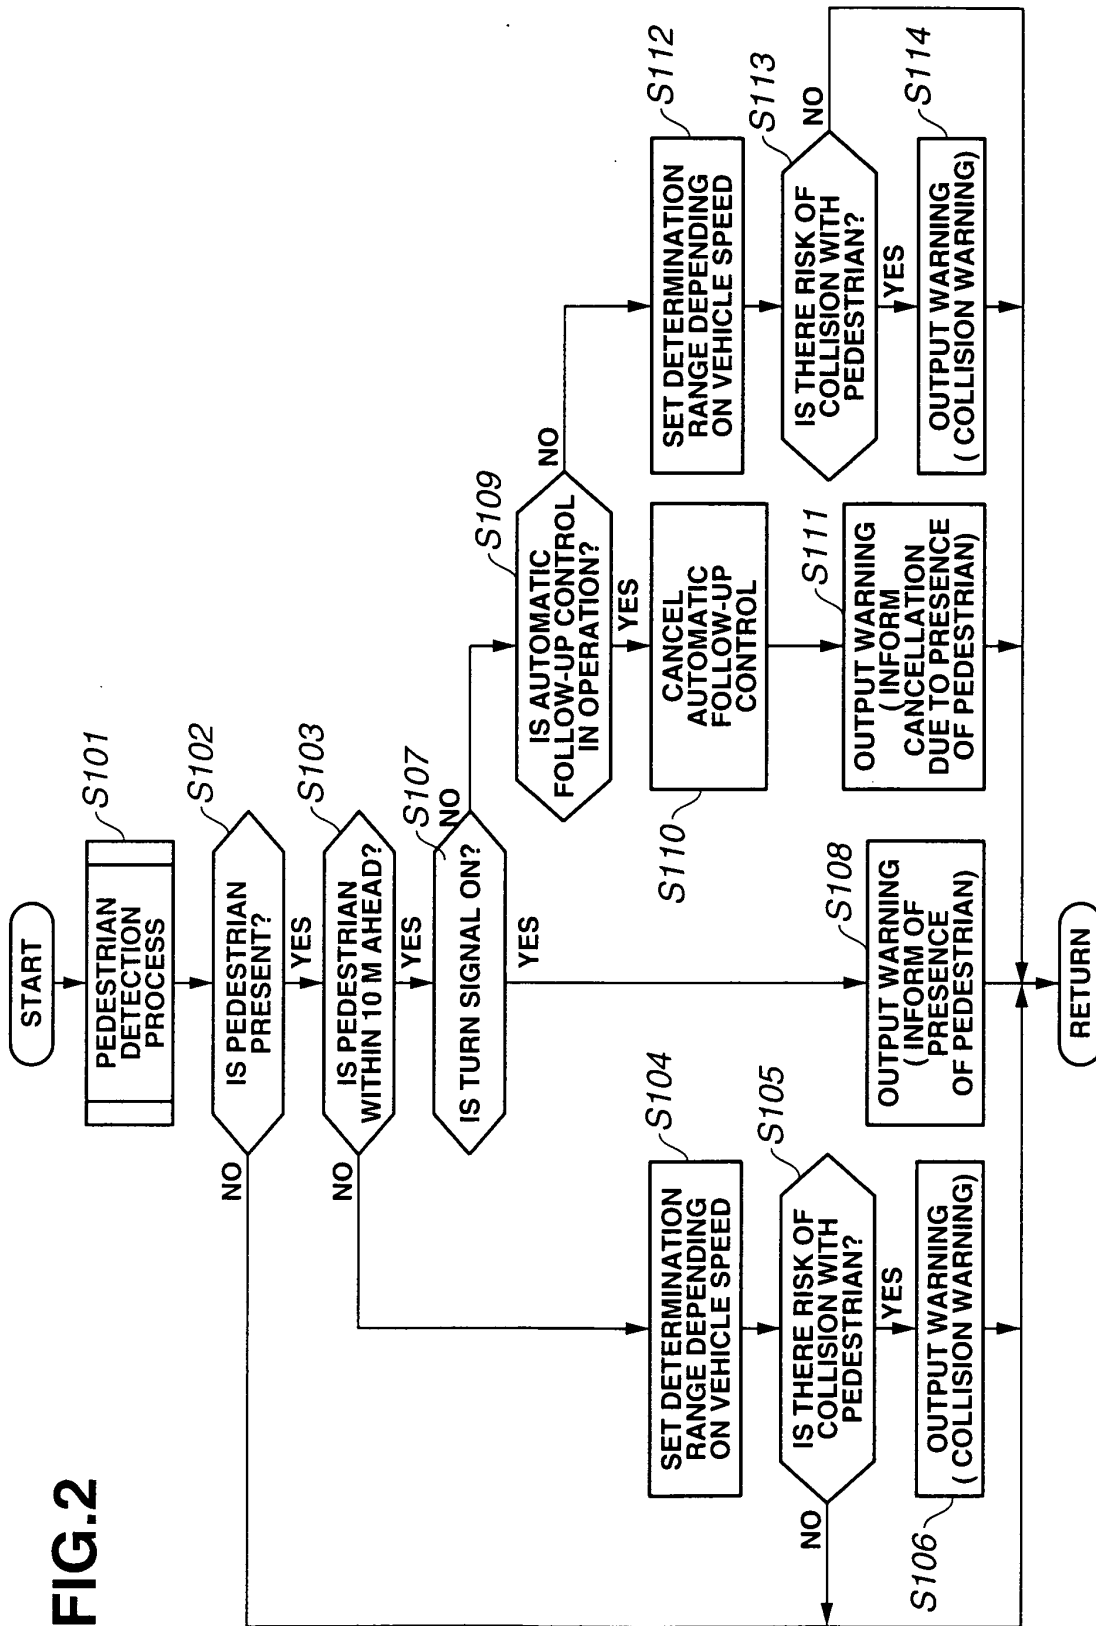 FIG.2
START
S101
PEDESTRIAN
DETECTION
PROCESS
S102
IS PEDESTRIAN
PRESENT?
NO
YES
S103
IS PEDESTRIAN
WITHIN 10 M AHEAD?
NO
YES
S107
IS TURN SIGNAL ON?
NO
YES
S109
IS AUTOMATIC
FOLLOW-UP CONTROL
IN OPERATION?
NO
YES
S104
SET DETERMINATION
RANGE DEPENDING
ON VEHICLE SPEED
S110
CANCEL
AUTOMATIC
FOLLOW-UP
CONTROL
S112
SET DETERMINATION
RANGE DEPENDING
ON VEHICLE SPEED
S105
IS THERE RISK OF
COLLISION WITH
PEDESTRIAN?
NO
YES
S113
IS THERE RISK OF
COLLISION WITH
PEDESTRIAN?
NO
YES
S106
OUTPUT WARNING
(COLLISION WARNING)
S108
OUTPUT WARNING
(INFORM OF
PRESENCE
OF PEDESTRIAN)
S111
OUTPUT WARNING
(INFORM
CANCELLATION
DUE TO PRESENCE
OF PEDESTRIAN)
S114
OUTPUT WARNING
(COLLISION WARNING)
RETURN